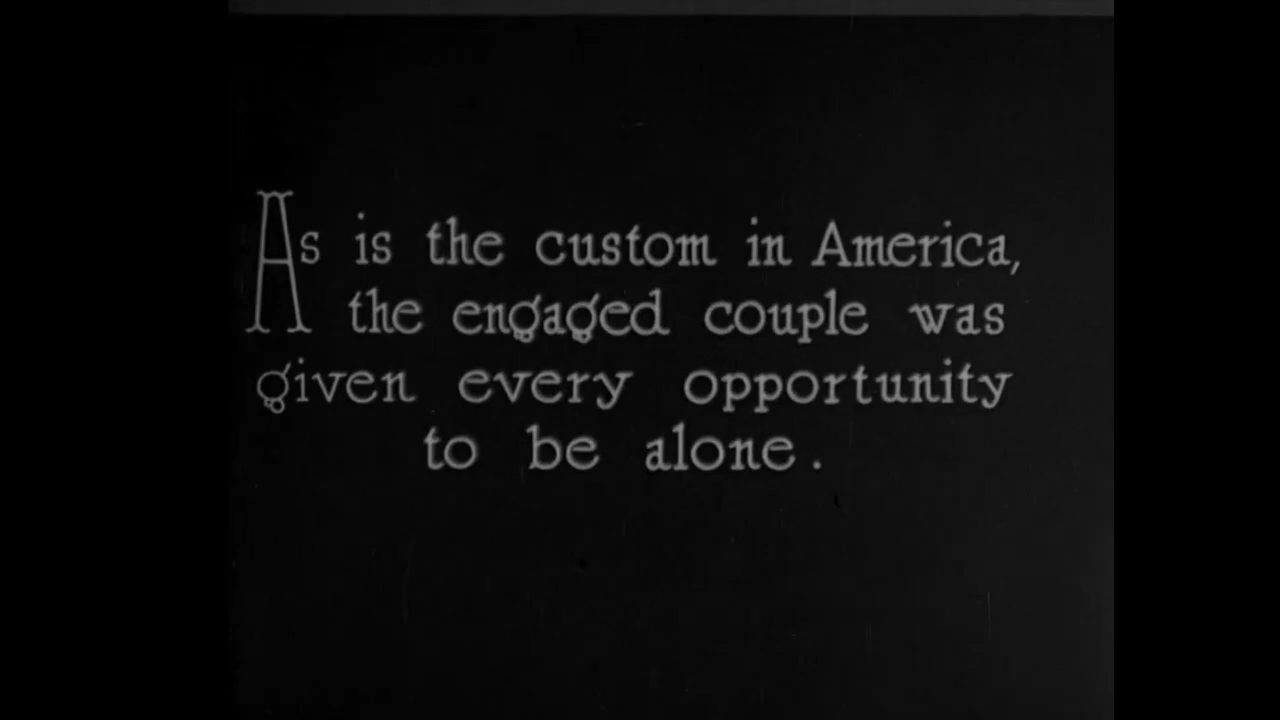 As is the custom in America,
the engaged couple was
given every opportunity
to be alone.